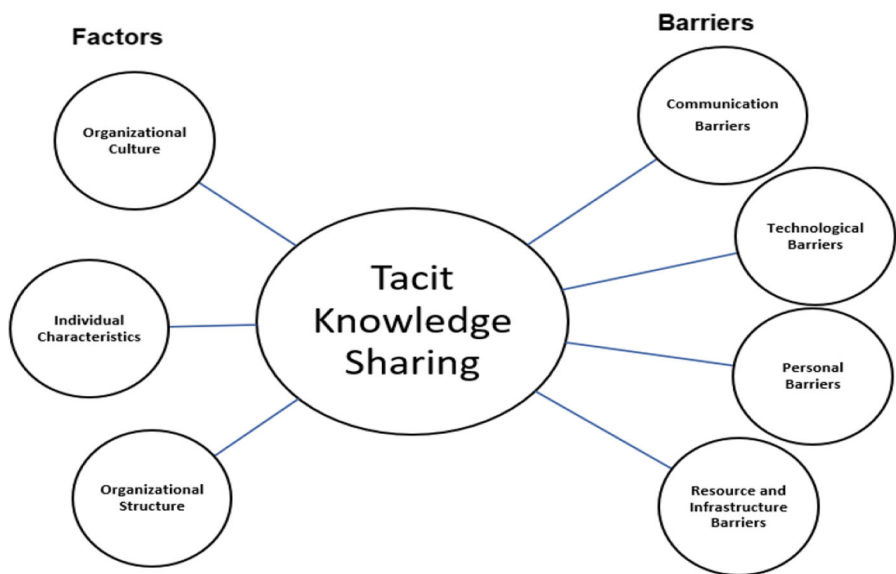 Factors
Organizational
Culture
Individual
Characteristics
Organizational
Structure
Tacit
Knowledge
Sharing
Barriers
Communication
Barriers
Technological
Barriers
Personal
Barriers
Resource and
Infrastructure
Barriers